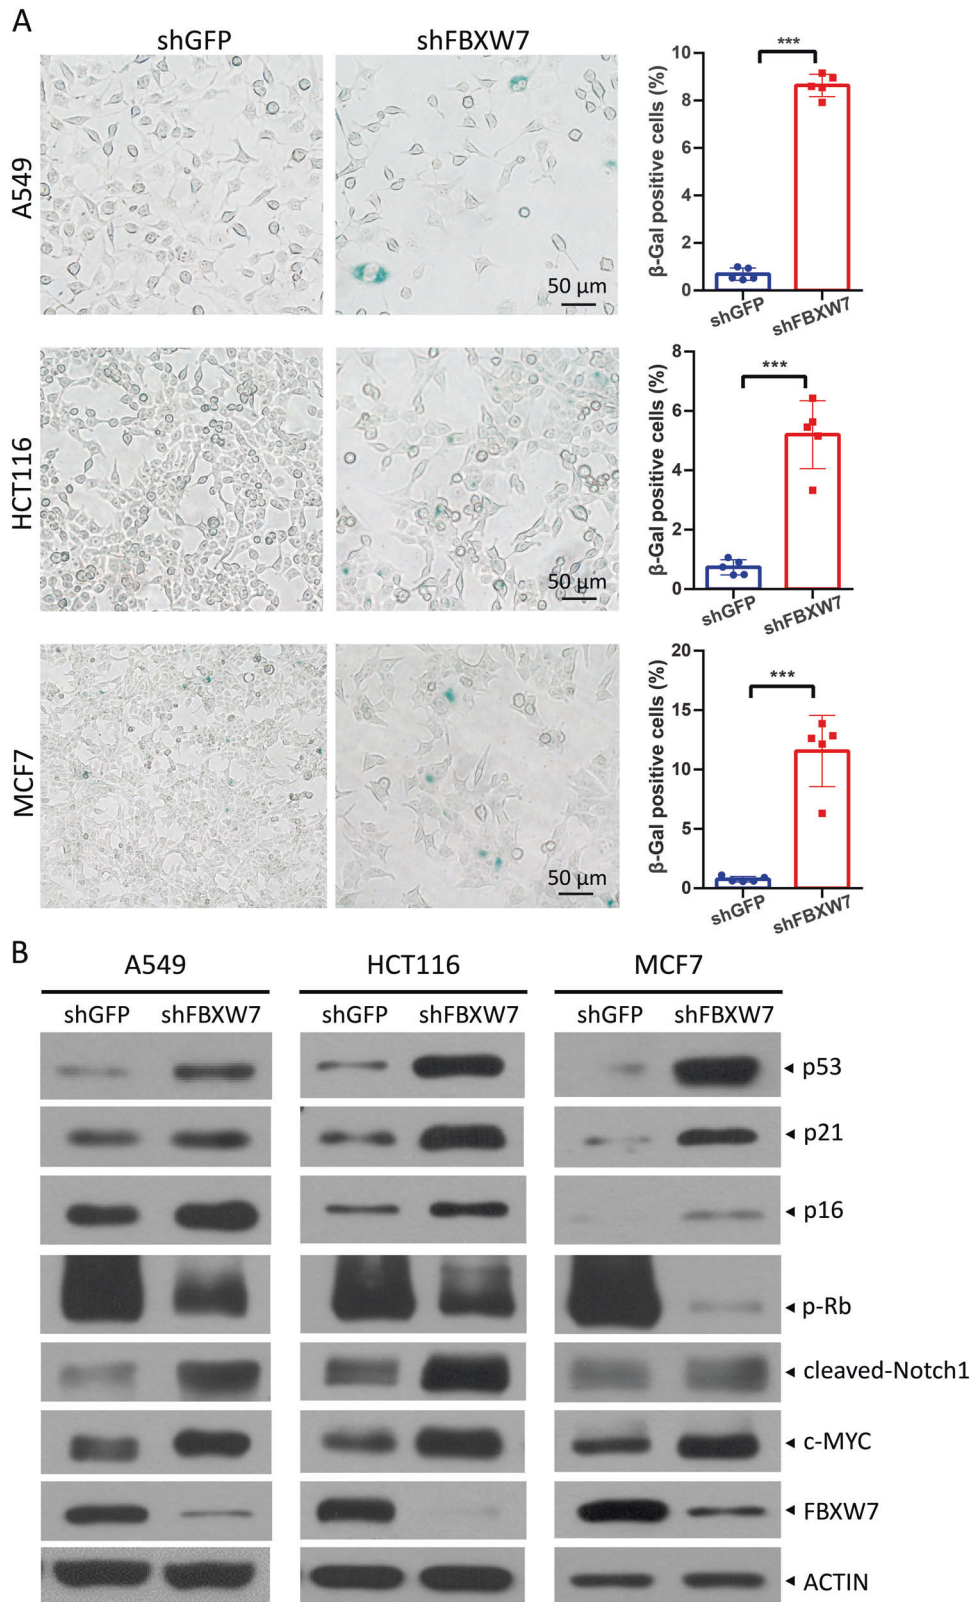 A
shGFP shFBXW7
A549
50 µm
β-Gal positive cells (%)
10
8
6
4
2
0
***
shGFP shFBXW7
HCT116
50 µm
β-Gal positive cells (%)
8
6
4
2
0
***
shGFP shFBXW7
MCF7
50 µm
β-Gal positive cells (%)
20
15
10
5
0
***
shGFP shFBXW7
B
A549 HCT116 MCF7
shGFP shFBXW7 shGFP shFBXW7 shGFP shFBXW7
p53
p21
p16
p-Rb
cleaved-Notch1
c-MYC
FBXW7
ACTIN